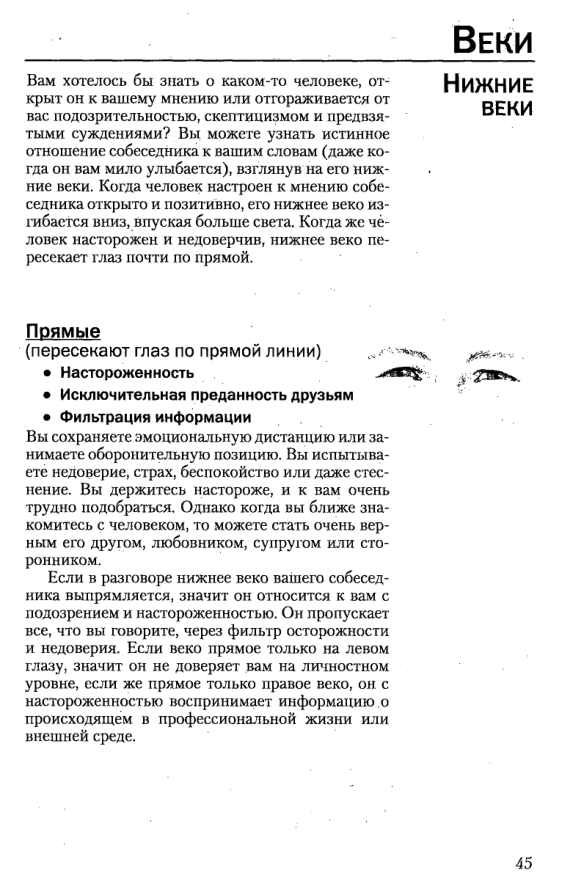 Веки
Нижние
веки
Вам хотелось бы знать о каком-то человеке, от-
крыт он к вашему мнению или отгораживается от
вас подозрительностью, скептицизмом и предвзя-
тыми суждениями? Вы можете узнать истинное
отношение собеседника к вашим словам (даже ко-
гда он вам мило улыбается), взглянув на его ниж-
ние веки. Когда человек настроен к мнению собе-
седника открыто и позитивно, его нижнее веко из-
гибается вниз, впуская больше света. Когда же че-
ловек насторожен и недоверчив, нижнее веко пе-
ресекает глаз почти по прямой.
Прямые
(пересекают глаз по прямой линии)
• Настороженность
• Исключительная преданность друзьям
• Фильтрация информации
Вы сохраняете эмоциональную дистанцию или за-
нимаете оборонительную позицию. Вы испытыва-
ете недоверие, страх, беспокойство или даже стес-
нение. Вы держитесь настороже, и к вам очень
трудно подобраться. Однако когда вы ближе зна-
комитесь с человеком, то можете стать очень вер-
ным его другом, любовником, супругом или сто-
ронником.
Если в разговоре нижнее веко вашего собесед-
ника выпрямляется, значит он относится к вам с
подозрением и настороженностью. Он пропускает
все, что вы говорите, через фильтр осторожности
и недоверия. Если веко прямое только на левом
глазу, значит он не доверяет вам на личностном
уровне, если же прямое только правое веко, он с
настороженностью воспринимает информацию о
происходящем в профессиональной жизни или
внешней среде.
45